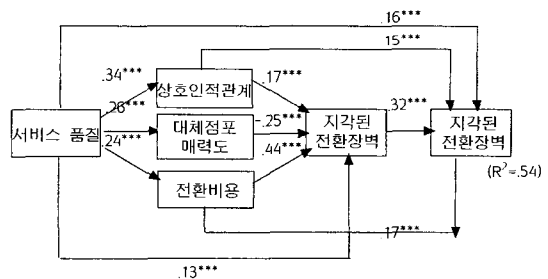 .16***
.15***
.34***
상호인적관계
.17***
.26***
서비스 품질
대체점포
매력도
-.25***
지각된
전환장벽
.32***
지각된
전환장벽
.24***
.44***
(R²=.54)
전환비용
.17***
.13***